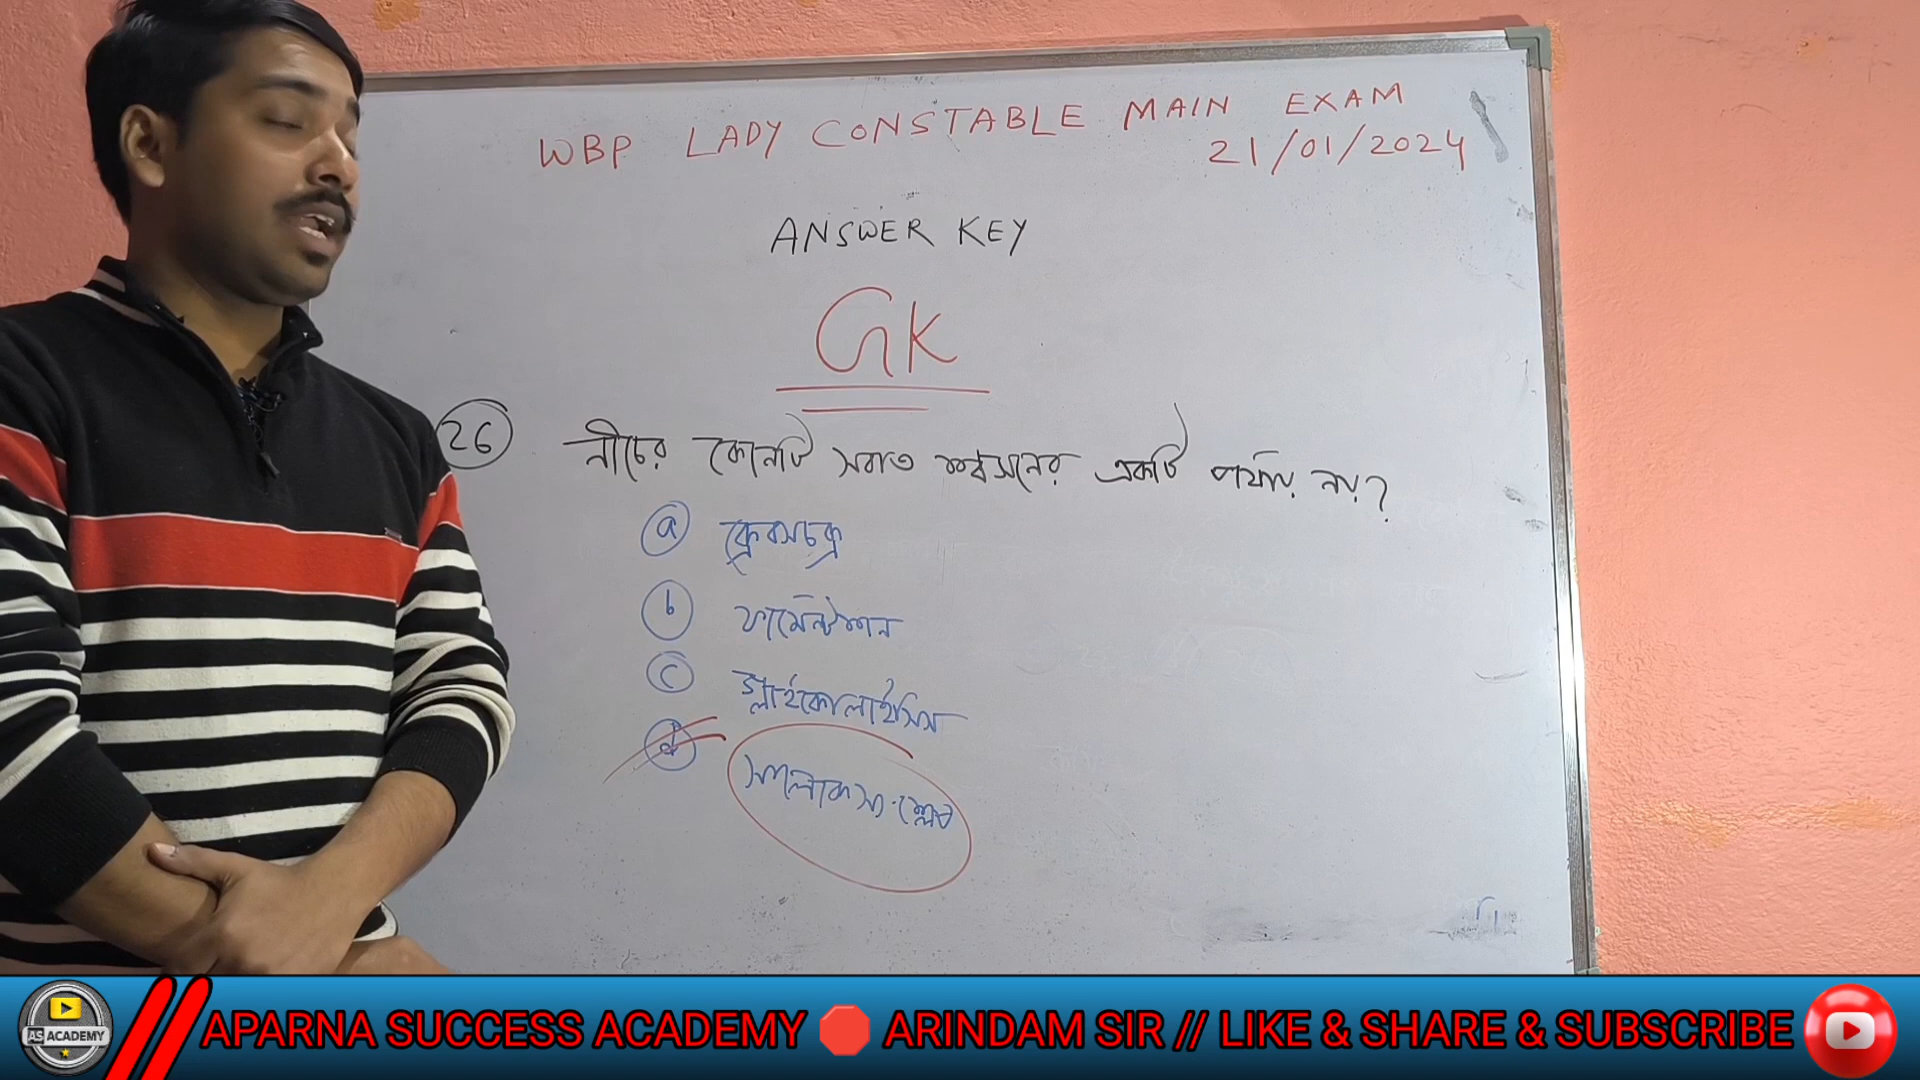 WBP LADY CONSTABLE MAIN EXAM
21/01/2024
ANSWER KEY
GK
26 নীচের কোনটি সবাত শ্বসনের একটি পর্যায় নয়?
a ক্রেবসচক্র
b ফার্মেন্টেশন
c গ্লাইকোলাইসিস
d সালোকসংশ্লেষ
AS ACADEMY
APARNA SUCCESS ACADEMY 🛑 ARINDAM SIR // LIKE & SHARE & SUBSCRIBE